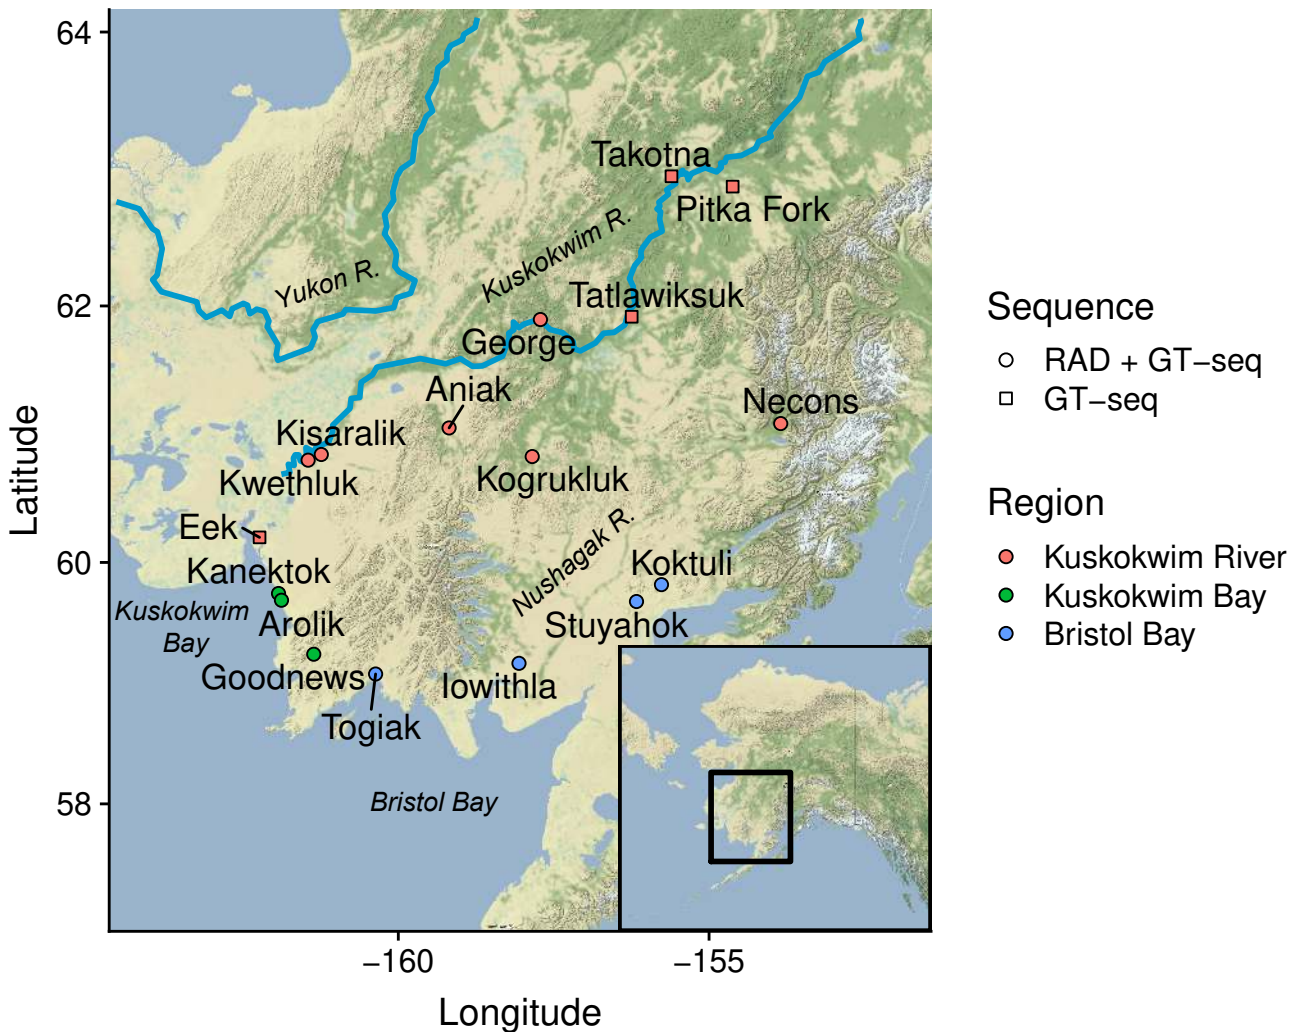 64
62
60
58
Latitude
Takotna
Pitka Fork
Kuskokwim R.
Yukon R.
Tatlawiksuk
George
Aniak
Necons
Kisaralik
Kwethluk
Kogrukluk
Eek
Nushagak R.
Kanektok
Koktuli
Kuskokwim
Bay
Arolik
Stuyahok
Goodnews
Iowithla
Togiak
Bristol Bay
−160
−155
Longitude
Sequence
RAD + GT−seq
GT−seq
Region
Kuskokwim River
Kuskokwim Bay
Bristol Bay